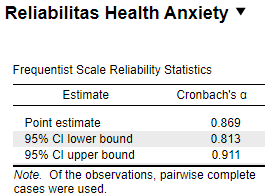 Reliabilitas Health Anxiety ▼
Frequentist Scale Reliability Statistics
Estimate Cronbach's α
Point estimate 0.869
95% CI lower bound 0.813
95% CI upper bound 0.911
Note. Of the observations, pairwise complete
cases were used.